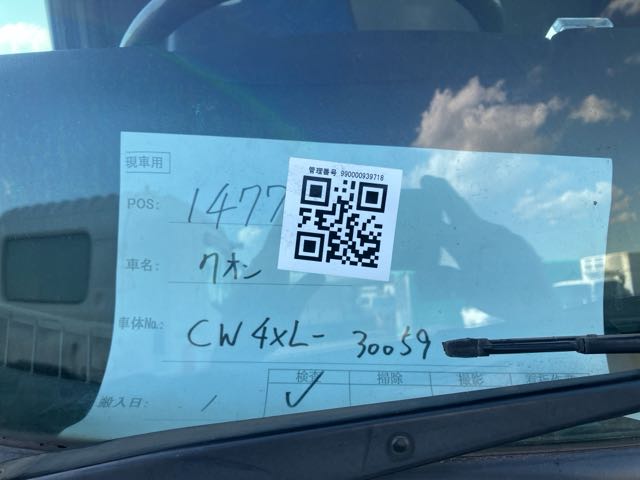 現車用
管理番号 990000939718
POS: 1477
車名: クオン
車体No.: CW4XL-30059
検査 掃除 撮影
搬入日: / ✓